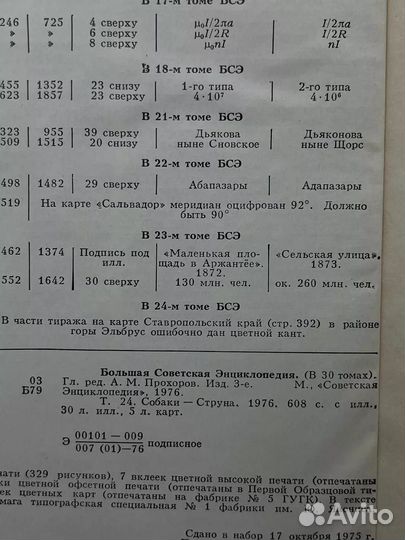 В 17-м томе БСЭ
246 725 4 сверху μ₀I/2πa I/2πa
» » 6 сверху μ₀I/2R I/2R
» » 8 сверху μ₀nI nI
В 18-м томе БСЭ
455 1352 23 снизу 1-го типа 2-го типа
623 1857 23 сверху 4·10⁷ 4·10⁶
В 21-м томе БСЭ
323 955 39 сверху Дьякова Дьяконова
509 1515 20 снизу ныне Сновское ныне Щорс
В 22-м томе БСЭ
498 1482 29 сверху Абапазары Адапазары
519 На карте «Сальвадор» меридиан оцифрован 92°. Должно
быть 90°
В 23-м томе БСЭ
462 1374 Подпись под «Маленькая пло- «Сельская улица».
илл. щадь в Аржантёе». 1873.
1872.
552 1642 30 сверху 130 млн. чел. ок. 260 млн. чел.
В 24-м томе БСЭ
В части тиража на карте Ставропольский край (стр. 392) в районе
горы Эльбрус ошибочно дан цветной кант.
Большая Советская Энциклопедия. (В 30 томах).
03 Гл. ред. А. М. Прохоров. Изд. 3-е. М., «Советская
Б79 Энциклопедия», 1976.
Т. 24. Собаки — Струна. 1976. 608 с. с илл.,
30 л. илл., 5 л. карт.
Э 00101—009
007 (01)—76 подписное
чати (329 рисунков), 7 вклеек цветной высокой печати (отпечатаны
ки цветной офсетной печати (отпечатаны в Первой Образцовой ти-
еек цветных карт (отпечатаны на фабрике № 5 ГУГК). В тексте
мага типографская специальная № 1 фабрики им.
Сдано в набор 17 октября 1975 г.
Avito